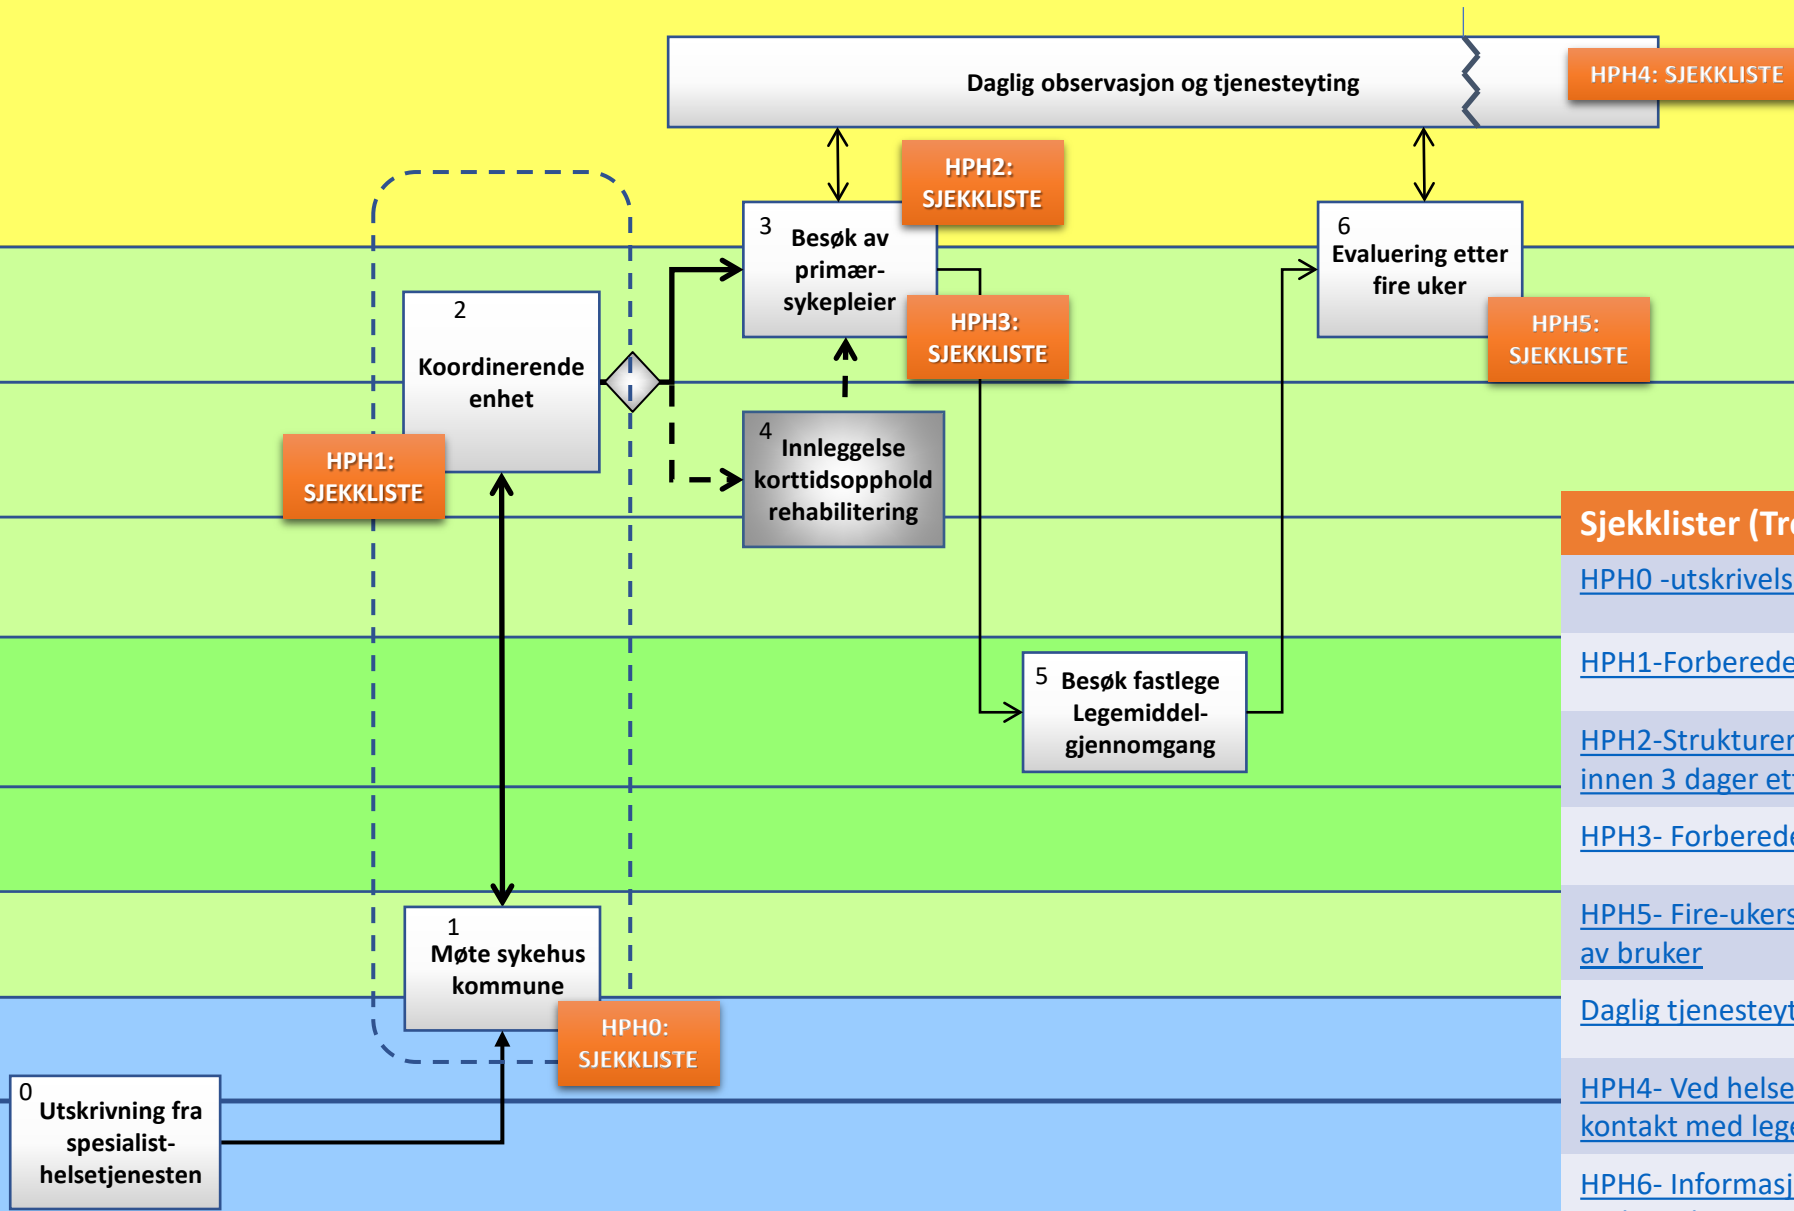 Daglig observasjon og tjenesteyting
HPH4: SJEKKLISTE
HPH2:
SJEKKLISTE
3
Besøk av
primær-
sykepleier
HPH3:
SJEKKLISTE
6
Evaluering etter
fire uker
HPH5:
SJEKKLISTE
2
Koordinerende
enhet
HPH1:
SJEKKLISTE
4
Innleggelse
korttidsopphold
rehabilitering
5
Besøk fastlege
Legemiddel-
gjennomgang
1
Møte sykehus
kommune
HPH0:
SJEKKLISTE
0
Utskrivning fra
spesialist-
helsetjenesten
Sjekklister (Tr
HPH0 -utskrivels
HPH1-Forberede
HPH2-Strukturer
innen 3 dager et
HPH3- Forbered
HPH5- Fire-ukers
av bruker
Daglig tjenesteyt
HPH4- Ved helse
kontakt med lege
HPH6- Informasj